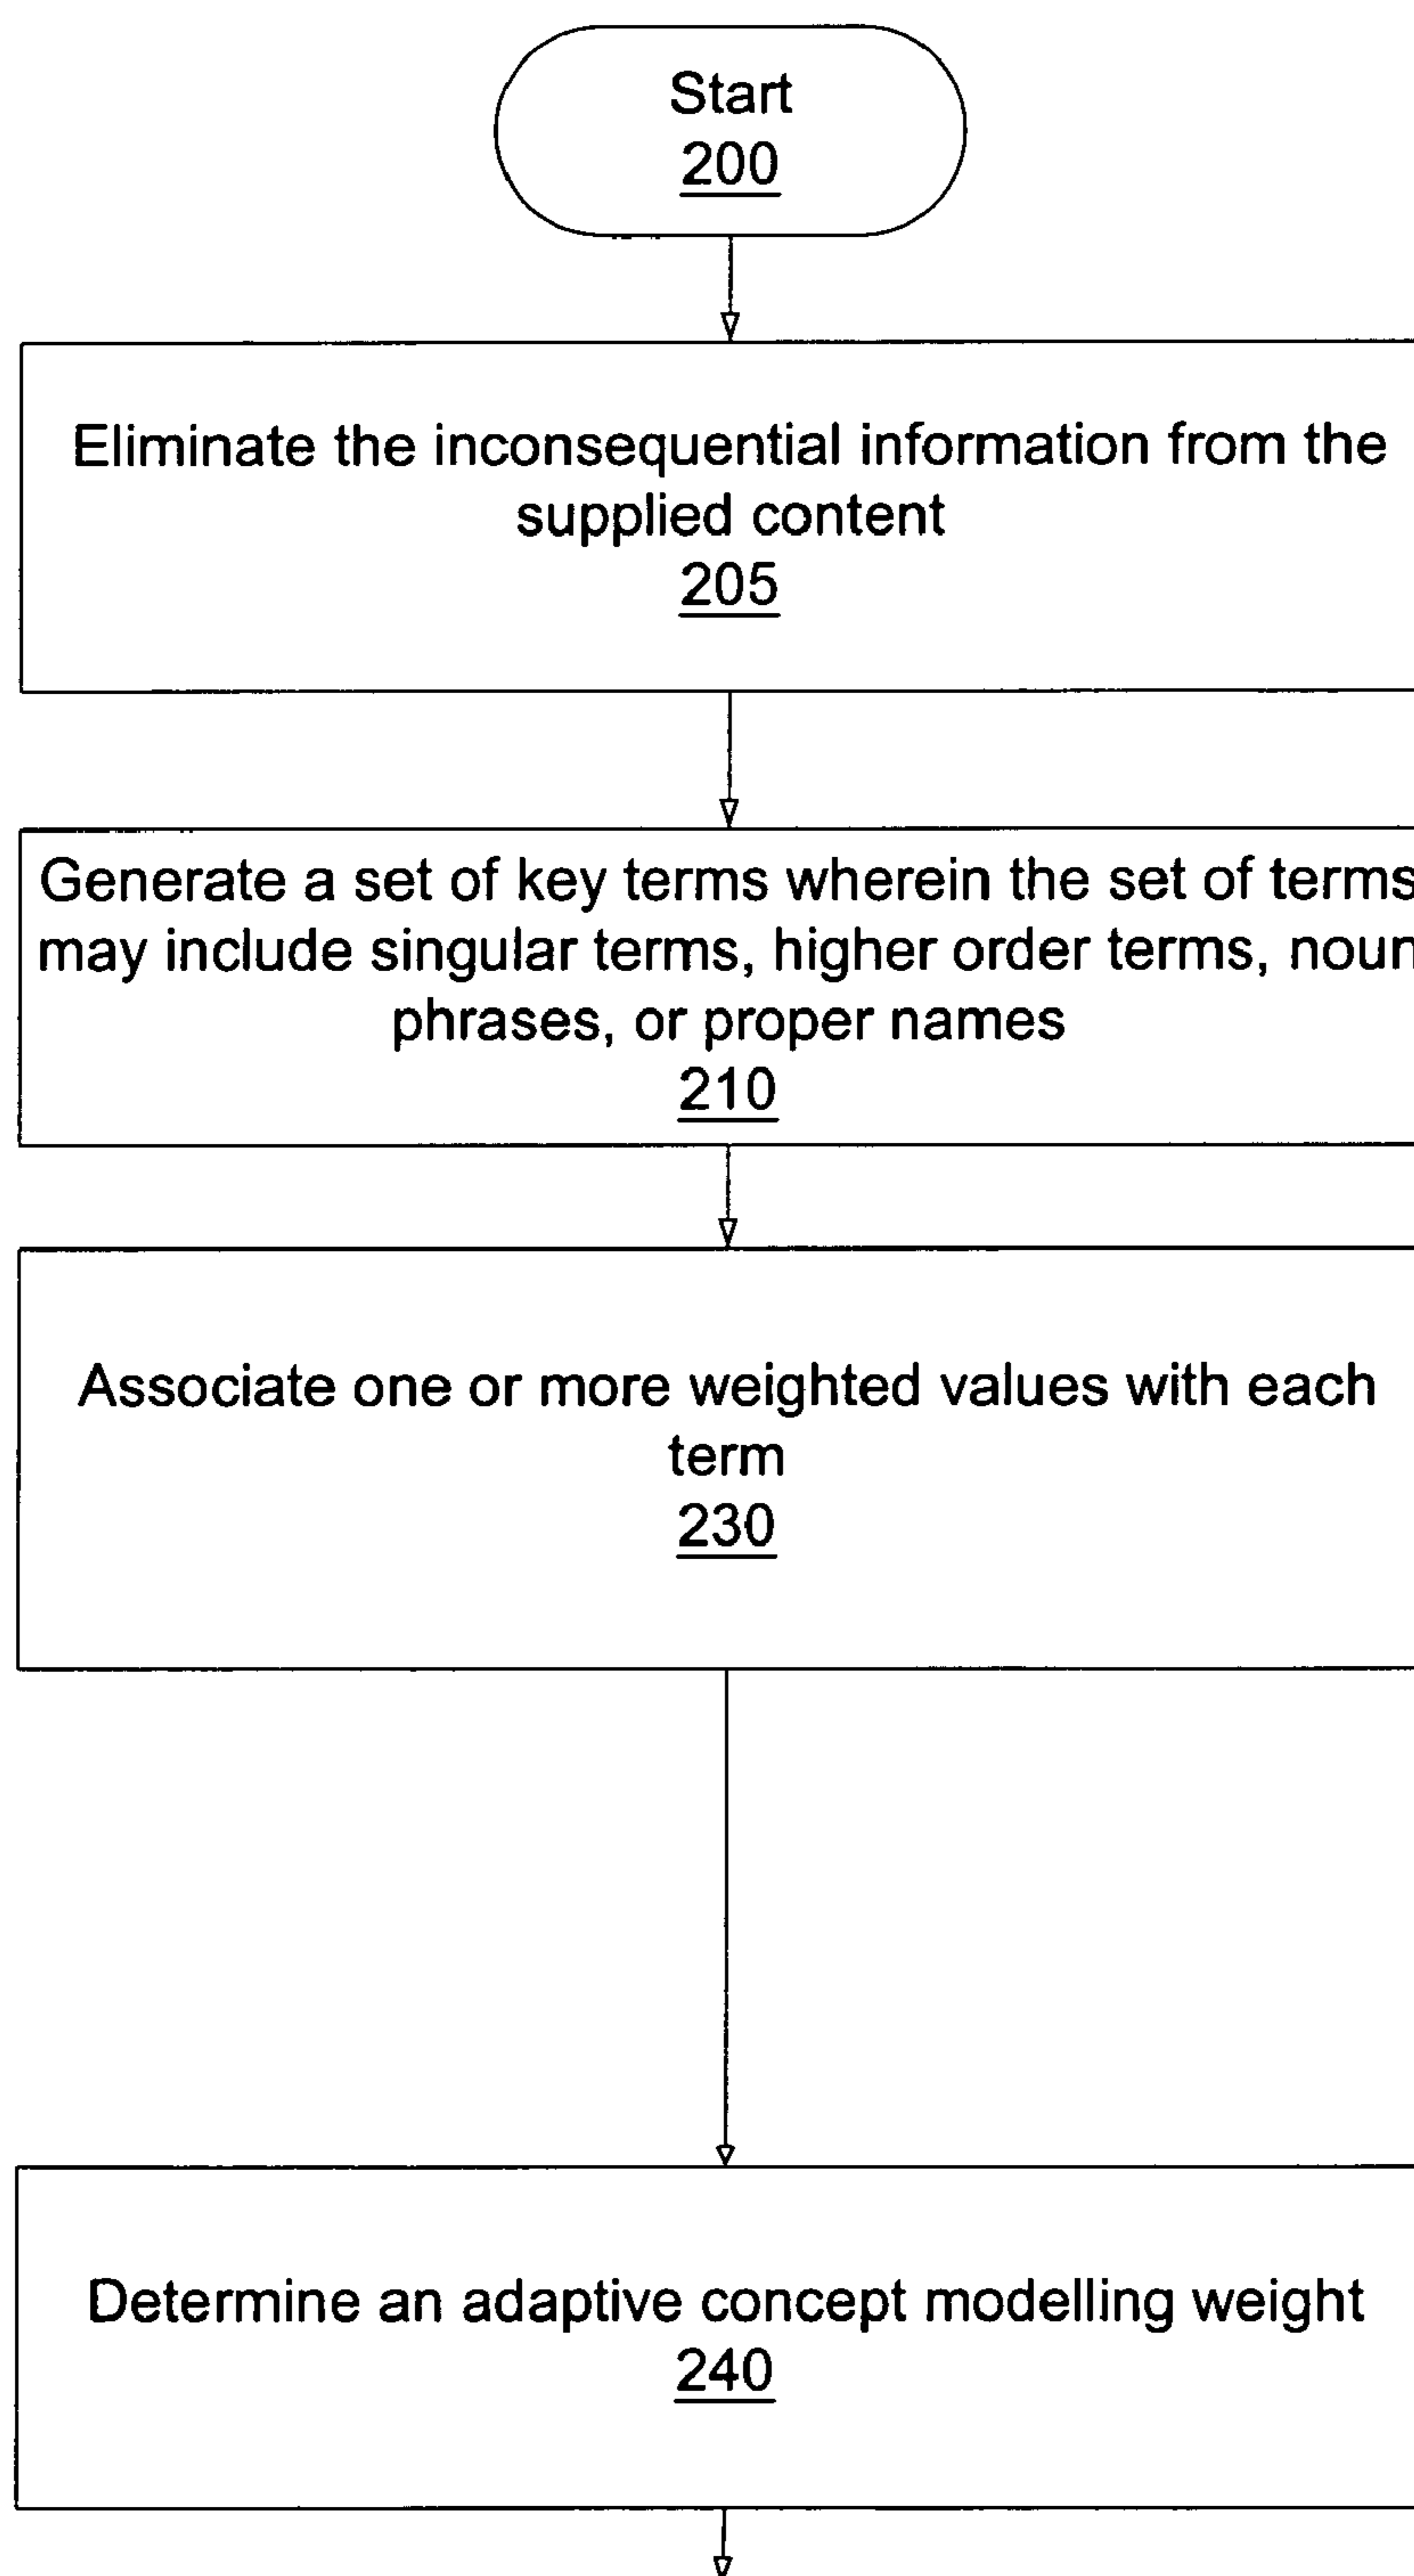 Start
200
Eliminate the inconsequential information from the
supplied content
205
Generate a set of key terms wherein the set of terms
may include singular terms, higher order terms, noun
phrases, or proper names
210
Associate one or more weighted values with each
term
230
Determine an adaptive concept modelling weight
240